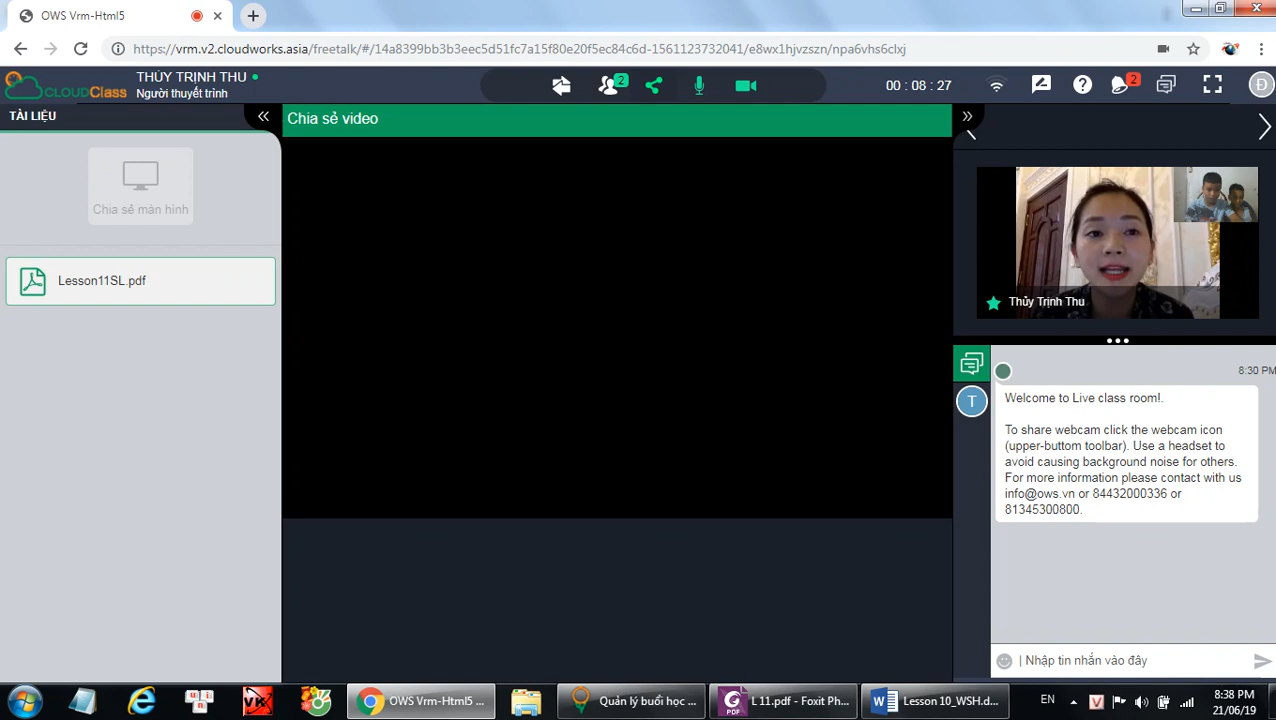 OWS Vrm-Html5
https://vrm.v2.cloudworks.asia/freetalk/#/14a8399bb3b3eec5d51fc7a15f80e20f5ec84c6d-1561123732041/e8wx1hjvzszn/npa6vhs6clxj
CLOUDClass
THỦY TRỊNH THU
Người thuyết trình
2
00 : 08 : 27
2
Đ
TÀI LIỆU
Chia sẻ video
Chia sẻ màn hình
Lesson11SL.pdf
Thủy Trịnh Thu
8:30 PM
T
Welcome to Live class room!.
To share webcam click the webcam icon
(upper-buttom toolbar). Use a headset to
avoid causing background noise for others.
For more information please contact with us
info@ows.vn or 84432000336 or
81345300800.
Nhập tin nhắn vào đây
OWS Vrm-Html5 ...
Quản lý buổi học ...
L 11.pdf - Foxit Ph...
Lesson 10_WSH.d...
EN
8:38 PM
21/06/19